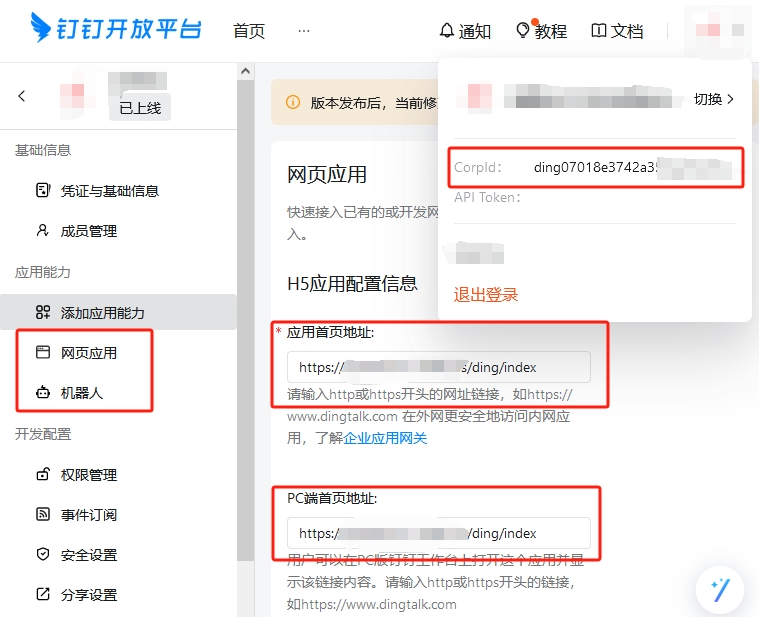 钉钉开放平台
首页
...
通知
教程
文档
已上线
基础信息
凭证与基础信息
成员管理
应用能力
添加应用能力
网页应用
机器人
开发配置
权限管理
事件订阅
安全设置
分享设置
版本发布后，当前修
网页应用
快速接入已有的或开发网
入。
H5应用配置信息
* 应用首页地址:
https://
/ding/index
请输入http或https开头的网址链接，如https://
www.dingtalk.com 在外网更安全地访问内网应
用，了解企业应用网关
PC端首页地址:
https:/
/ding/index
用户可以在PC版钉钉工作台上打开这个应用并显
示该链接内容。请输入http或https开头的链接，
如https://www.dingtalk.com
切换
CorpId:
ding07018e3742a35
API Token:
退出登录